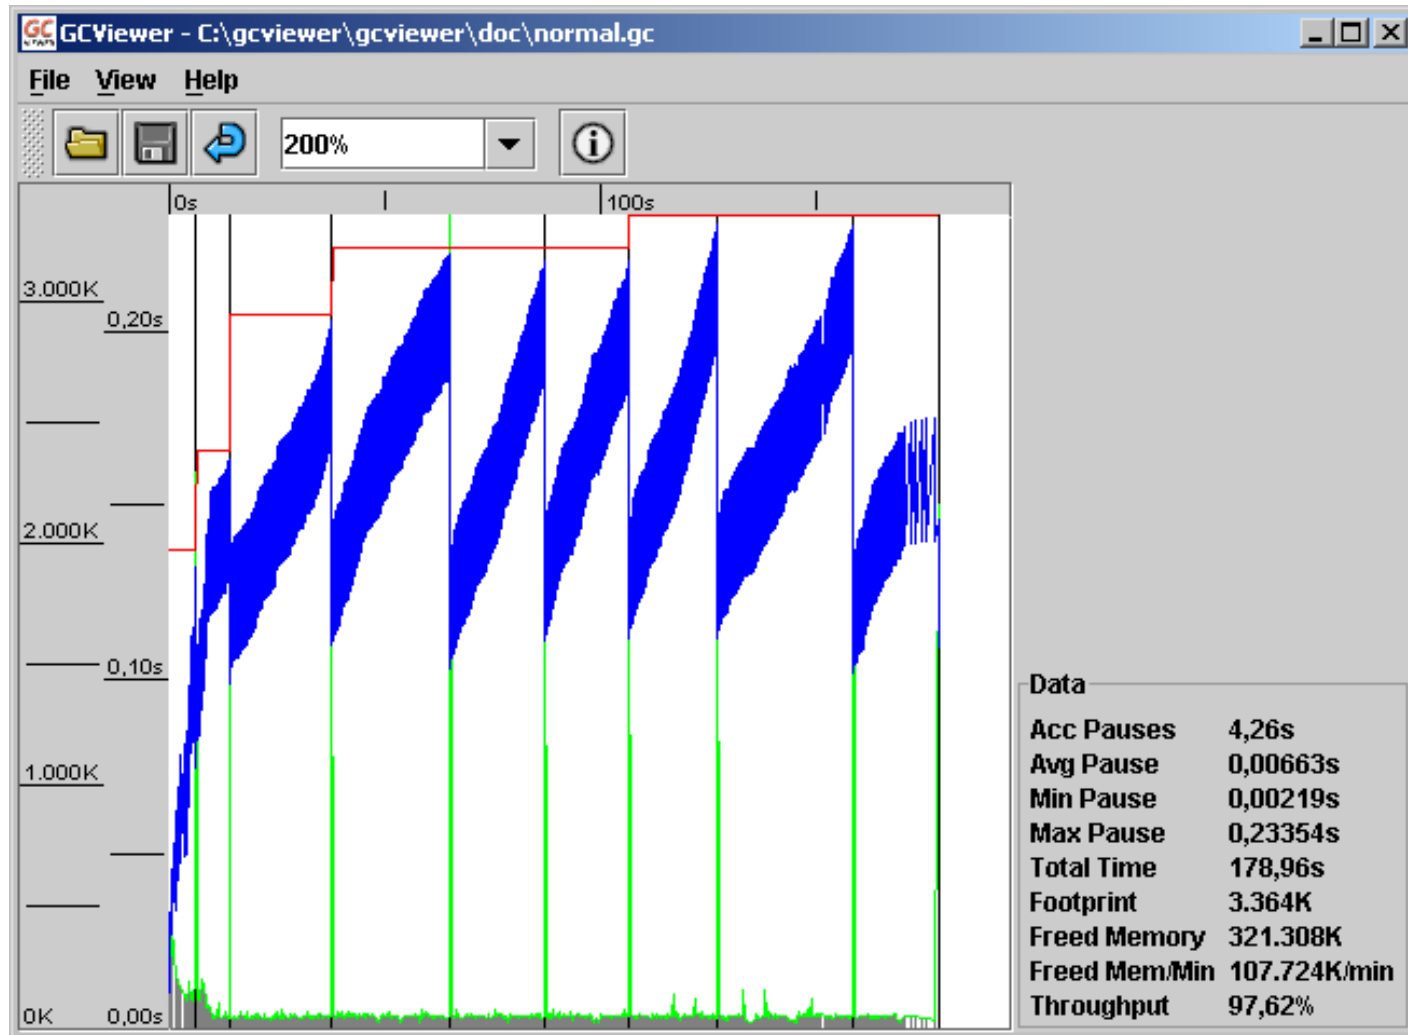 GCViewer - C:\gcviewer\gcviewer\doc\normal.gc
File View Help
200%
0s 100s
3.000K
0,20s
2.000K
0,10s
1.000K
0K 0,00s
Data
Acc Pauses 4,26s
Avg Pause 0,00663s
Min Pause 0,00219s
Max Pause 0,23354s
Total Time 178,96s
Footprint 3.364K
Freed Memory 321.308K
Freed Mem/Min 107.724K/min
Throughput 97,62%